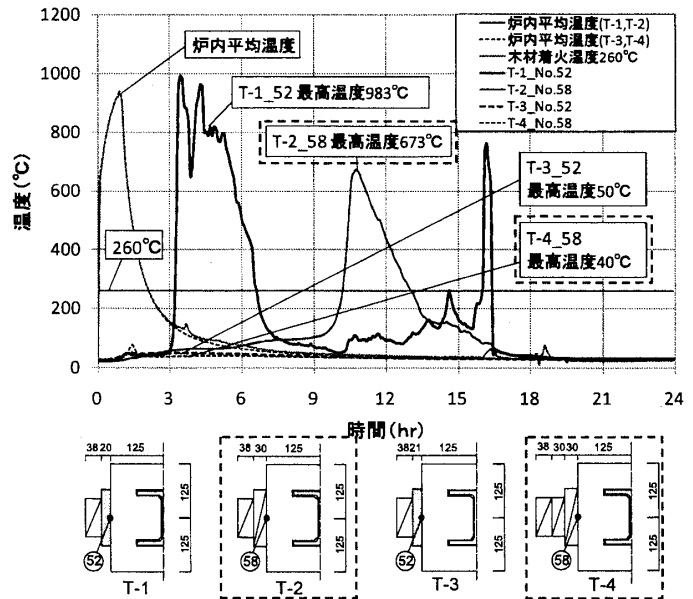 1200
1000
800
600
400
200
0
温度(℃)
0
3
6
9
12
15
18
21
24
時間(hr)
炉内平均温度
T-1_52 最高温度983℃
T-2_58 最高温度673℃
T-3_52
最高温度50℃
T-4_58
最高温度40℃
260℃
炉内平均温度(T-1,T-2)
炉内平均温度(T-3,T-4)
木材着火温度260℃
T-1_No.52
T-2_No.58
T-3_No.52
T-4_No.58
38 20 125
125
125
52
T-1
38 30 125
125
125
58
T-2
38 21 125
125
125
52
T-3
38 30 30 125
125
125
58
T-4